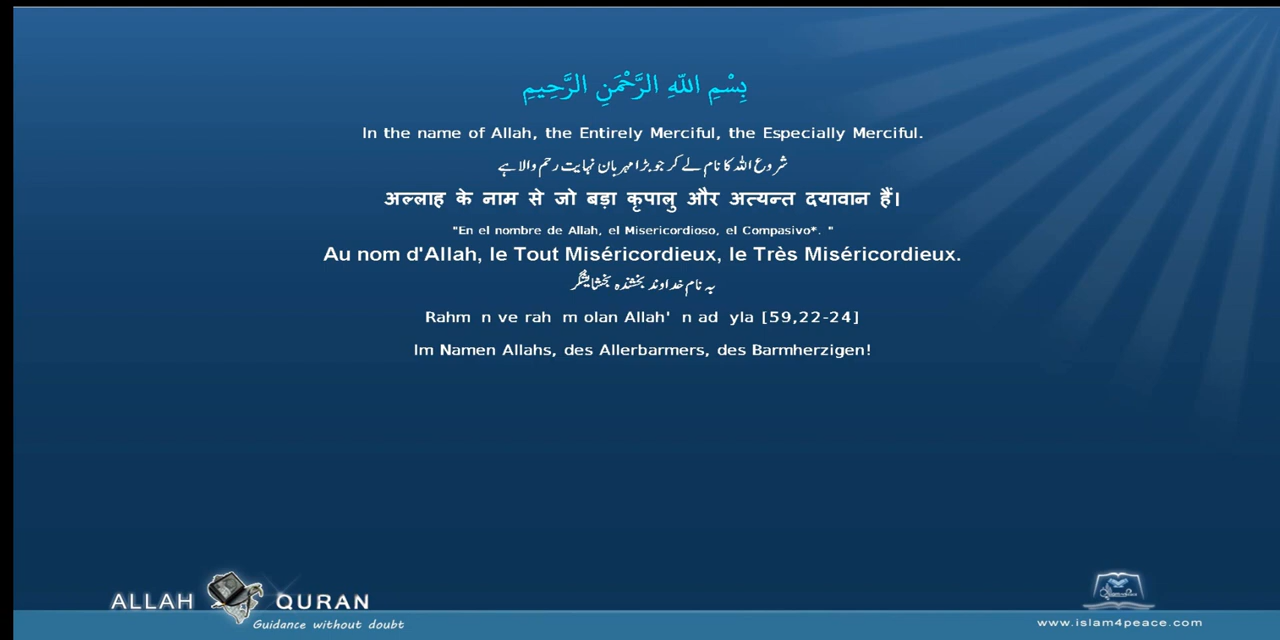 بِسْمِ اللّهِ الرَّحْمَنِ الرَّحِيمِ
In the name of Allah, the Entirely Merciful, the Especially Merciful.
شروع الله کا نام لے کر جو بڑا مہربان نہایت رحم والا ہے
अल्लाह के नाम से जो बड़ा कृपालु और अत्यन्त दयावान हैं।
"En el nombre de Allah, el Misericordioso, el Compasivo*. "
Au nom d'Allah, le Tout Miséricordieux, le Très Miséricordieux.
به نام خداوند بخشنده بخشایشگر
Rahm n ve rah m olan Allah' n ad yla [59,22-24]
Im Namen Allahs, des Allerbarmers, des Barmherzigen!
ALLAH QURAN
Guidance without doubt
www.islam4peace.com